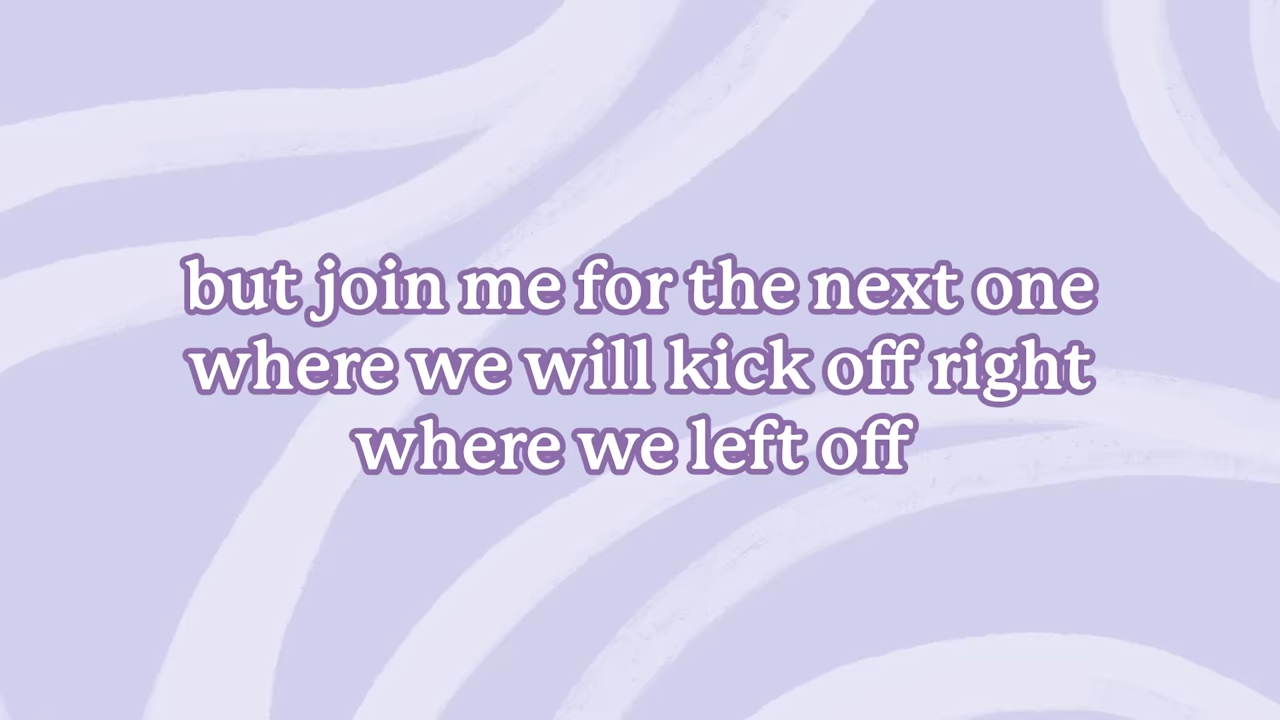 but join me for the next one
where we will kick off right
where we left off